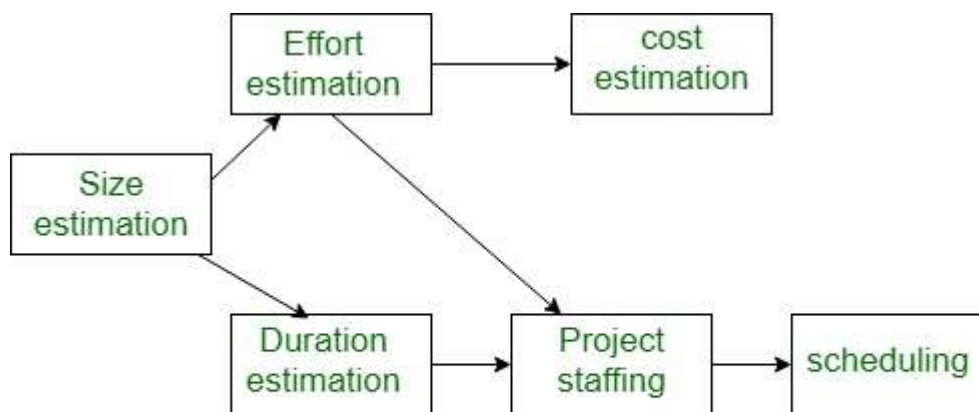 Effort
estimation
cost
estimation
Size
estimation
Duration
estimation
Project
staffing
scheduling